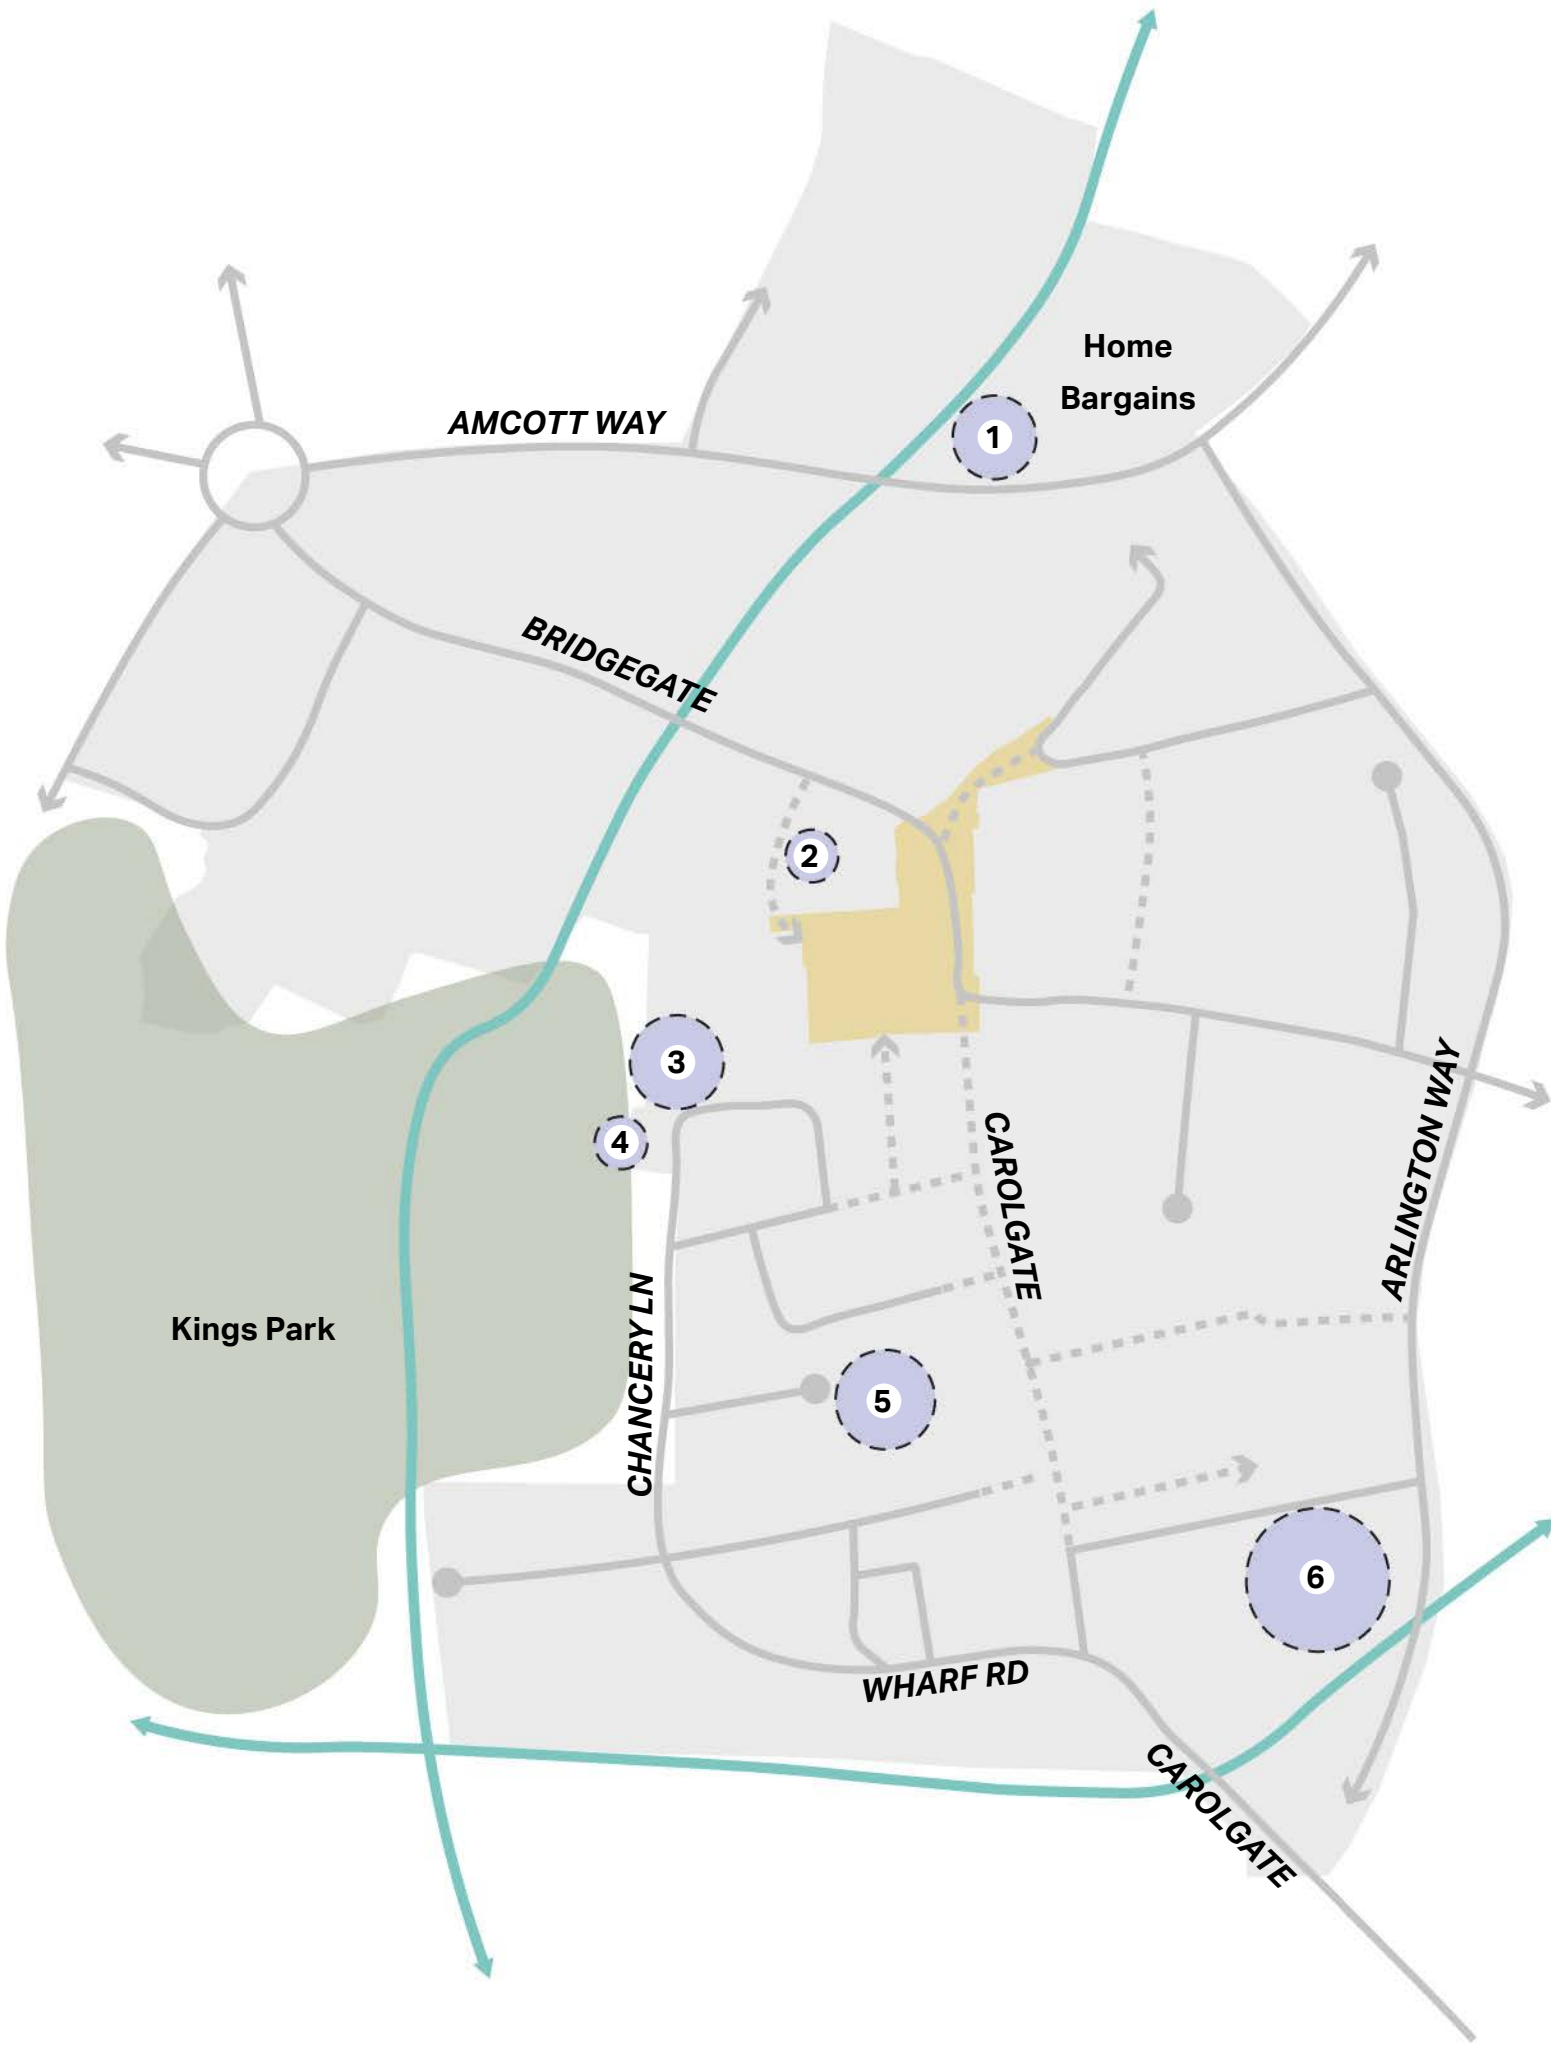 Home
Bargains
AMCOTT WAY
1
BRIDGEGATE
2
3
4
CAROLGATE
ARLINGTON WAY
Kings Park
CHANCERY LN
5
6
WHARF RD
CAROLGATE